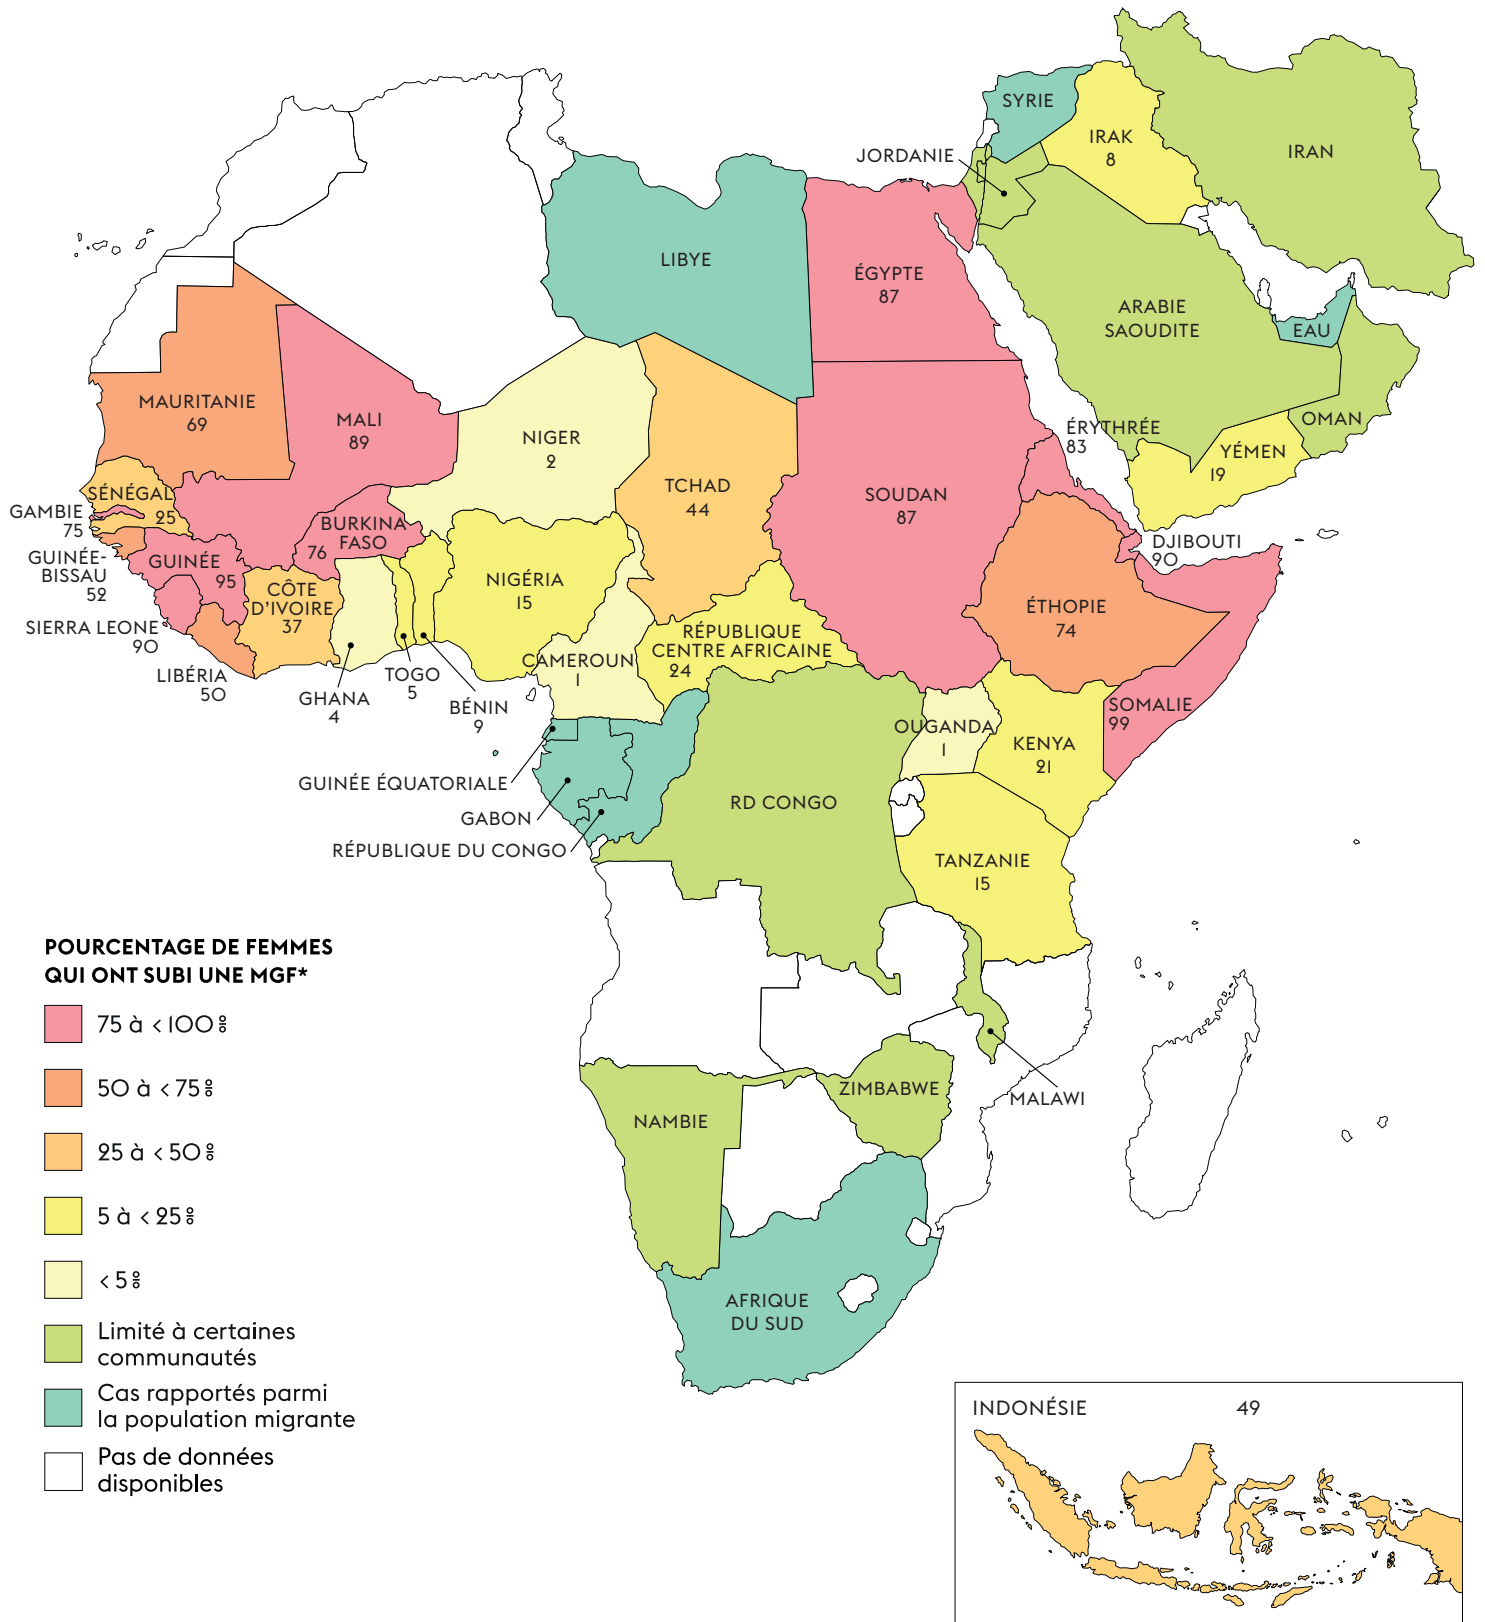 SYRIE
IRAK
8
IRAN
JORDANIE
LIBYE
ÉGYPTE
87
ARABIE
SAOUDITE
EAU
MAURITANIE
69
MALI
89
NIGER
2
TCHAD
44
SOUDAN
87
ÉRYTHRÉE
83
OMAN
YÉMEN
19
SÉNÉGAL
25
GAMBIE
75
GUINÉE-
BISSAU
52
GUINÉE
95
BURKINA
FASO
76
SIERRA LEONE
90
LIBÉRIA
50
CÔTE
D'IVOIRE
37
GHANA
4
TOGO
5
BÉNIN
9
NIGÉRIA
15
CAMEROUN
1
RÉPUBLIQUE
CENTRE AFRICAINE
24
DJIBOUTI
90
ÉTHOPIE
74
SOMALIE
99
OUGANDA
1
KENYA
21
GUINÉE ÉQUATORIALE
GABON
RÉPUBLIQUE DU CONGO
RD CONGO
TANZANIE
15
MALAWI
ZIMBABWE
NAMBIE
AFRIQUE
DU SUD
POURCENTAGE DE FEMMES
QUI ONT SUBI UNE MGF*
75 à <100%
50 à <75%
25 à <50%
5 à <25%
<5%
Limité à certaines
communautés
Cas rapportés parmi
la population migrante
Pas de données
disponibles
INDONÉSIE 49